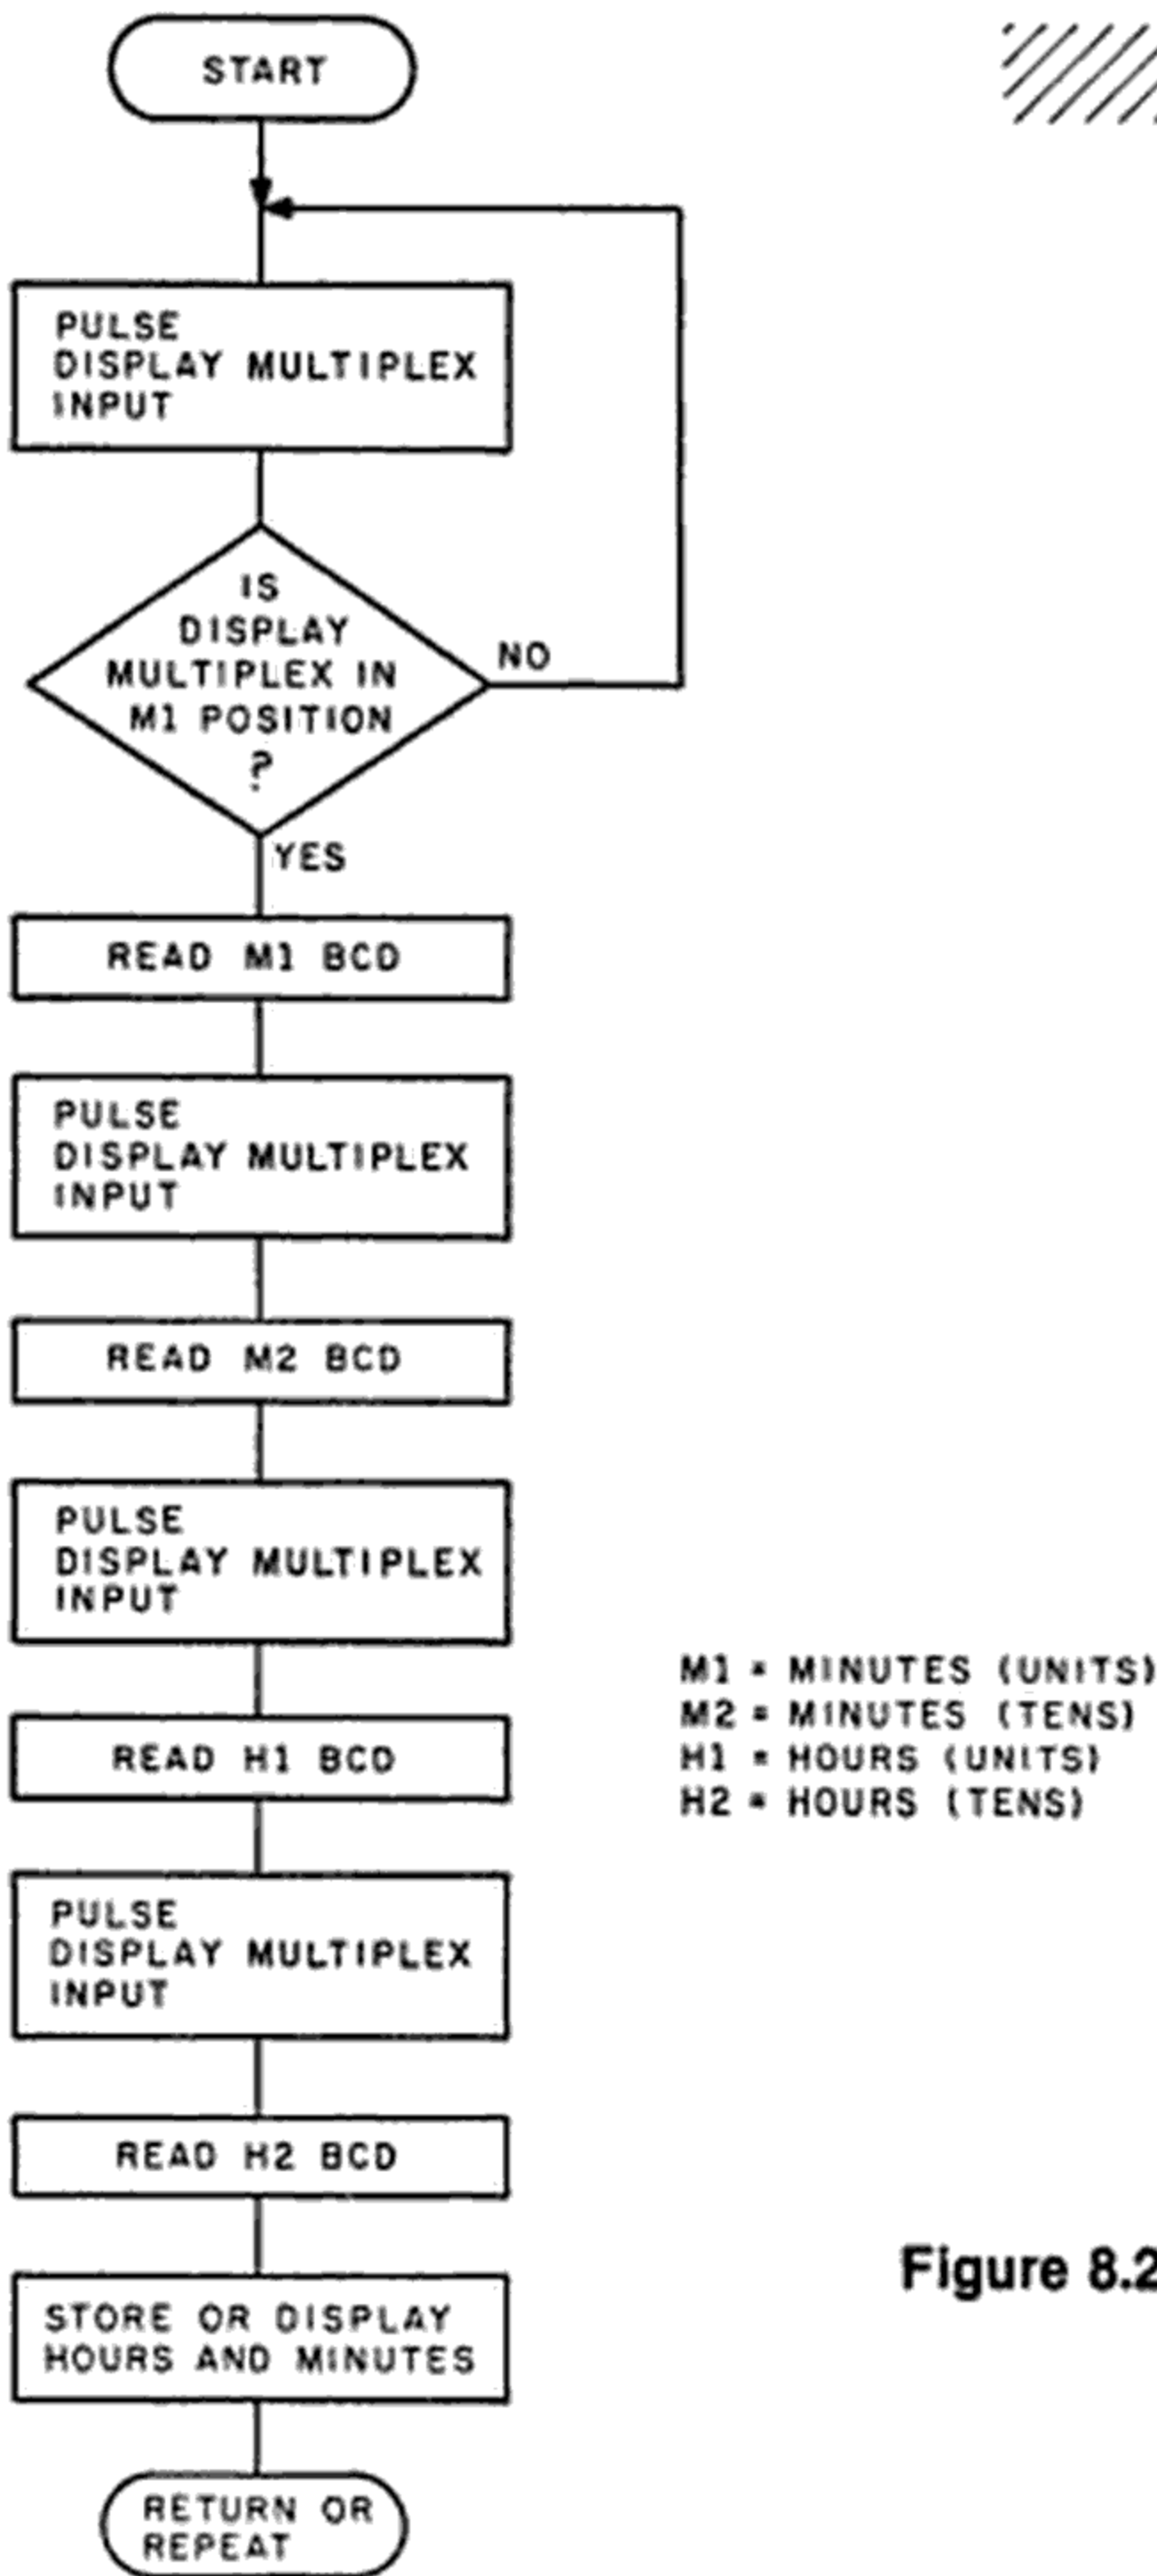 START
PULSE
DISPLAY MULTIPLEX
INPUT
IS
DISPLAY
MULTIPLEX IN
M1 POSITION
?
NO
YES
READ M1 BCD
PULSE
DISPLAY MULTIPLEX
INPUT
READ M2 BCD
PULSE
DISPLAY MULTIPLEX
INPUT
READ H1 BCD
PULSE
DISPLAY MULTIPLEX
INPUT
READ H2 BCD
STORE OR DISPLAY
HOURS AND MINUTES
RETURN OR
REPEAT
M1 = MINUTES (UNITS)
M2 = MINUTES (TENS)
H1 = HOURS (UNITS)
H2 = HOURS (TENS)
Figure 8.2